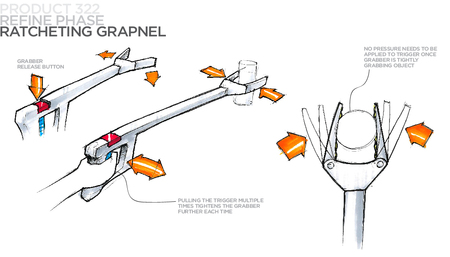 PRODUCT 322
REFINE PHASE
RATCHETING GRAPNEL
GRABBER
RELEASE BUTTON
NO PRESSURE NEEDS TO BE
APPLIED TO TRIGGER ONCE
GRABBER IS TIGHTLY
GRABBING OBJECT
PULLING THE TRIGGER MULTIPLE
TIMES TIGHTENS THE GRABBER
FURTHER EACH TIME